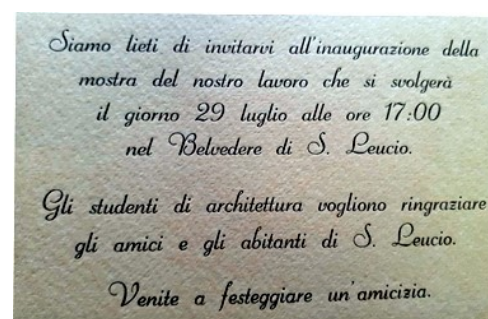 Siamo lieti di invitarvi all'inaugurazione della
mostra del nostro lavoro che si svolgerà
il giorno 29 luglio alle ore 17:00
nel Belvedere di S. Leucio.
Gli studenti di architettura vogliono ringraziare
gli amici e gli abitanti di S. Leucio.
Venite a festeggiare un'amicizia.